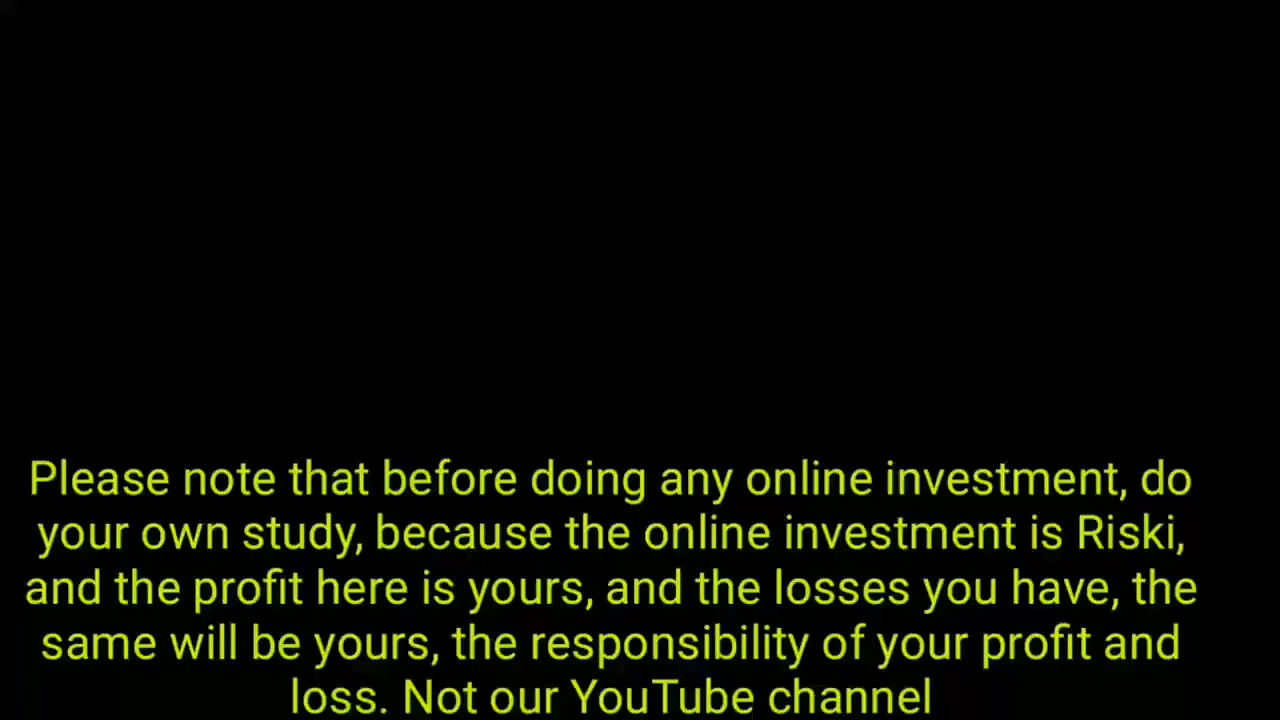 Please note that before doing any online investment, do
your own study, because the online investment is Riski,
and the profit here is yours, and the losses you have, the
same will be yours, the responsibility of your profit and
loss. Not our YouTube channel